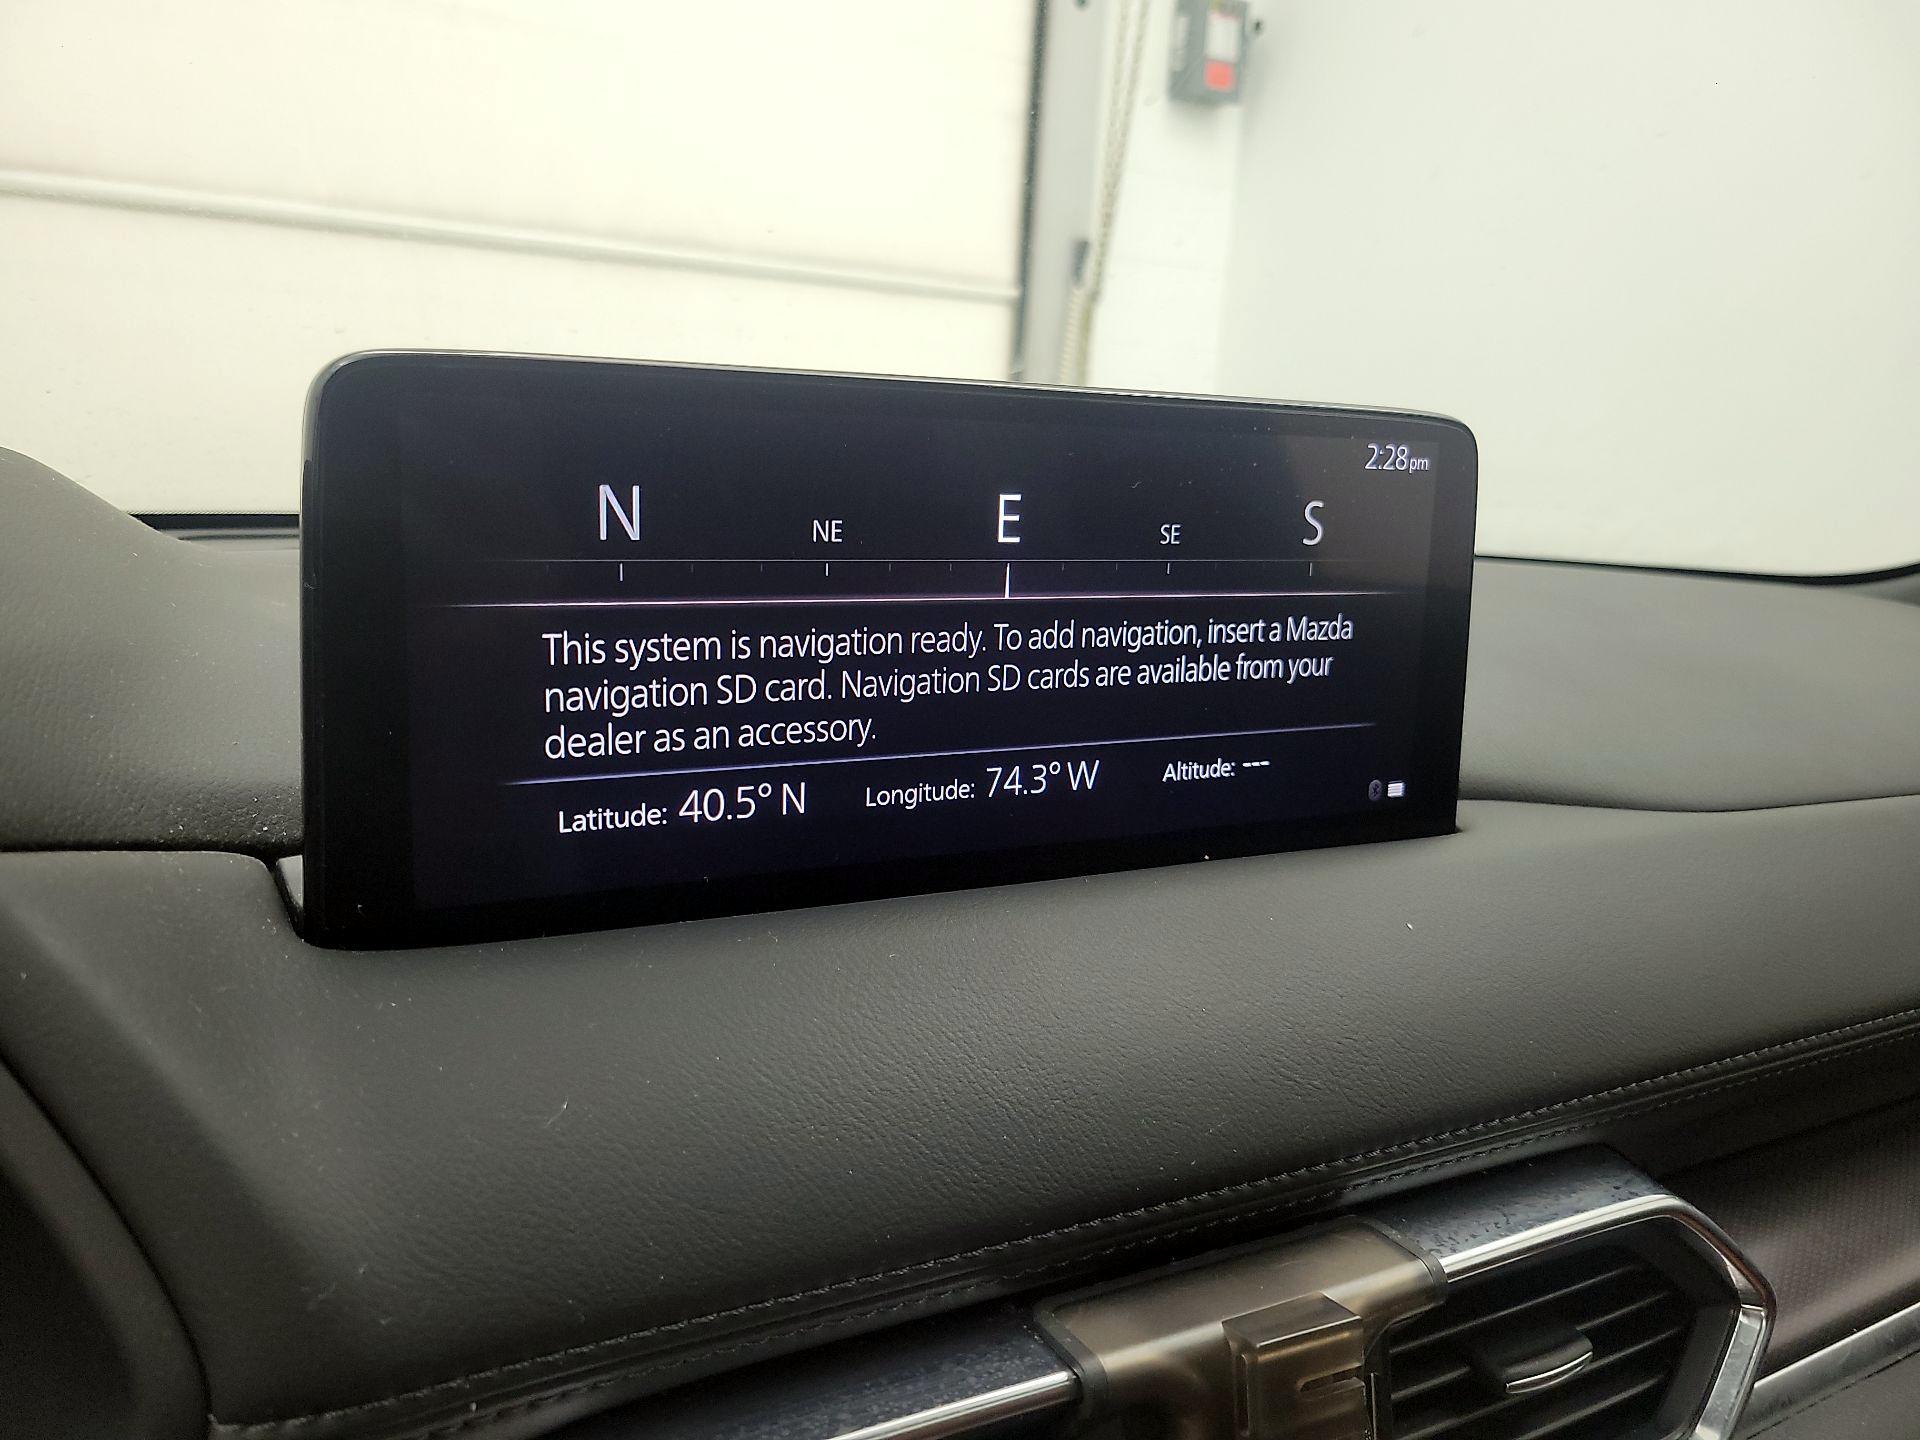 2:28pm
N NE E SE S
This system is navigation ready. To add navigation, insert a Mazda
navigation SD card. Navigation SD cards are available from your
dealer as an accessory.
Latitude: 40.5° N Longitude: 74.3° W Altitude: ---